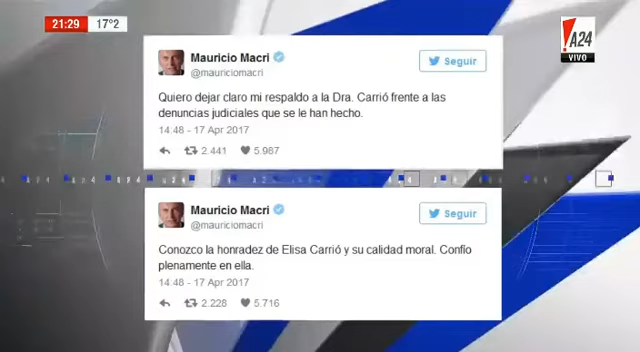 21:29 17°2
A24
VIVO
Mauricio Macri
@mauriciomacri
Seguir
Quiero dejar claro mi respaldo a la Dra. Carrió frente a las
denuncias judiciales que se le han hecho.
14:48 - 17 Apr 2017
2.441 5.987
Mauricio Macri
@mauriciomacri
Seguir
Conozco la honradez de Elisa Carrió y su calidad moral. Confío
plenamente en ella.
14:48 - 17 Apr 2017
2.228 5.716